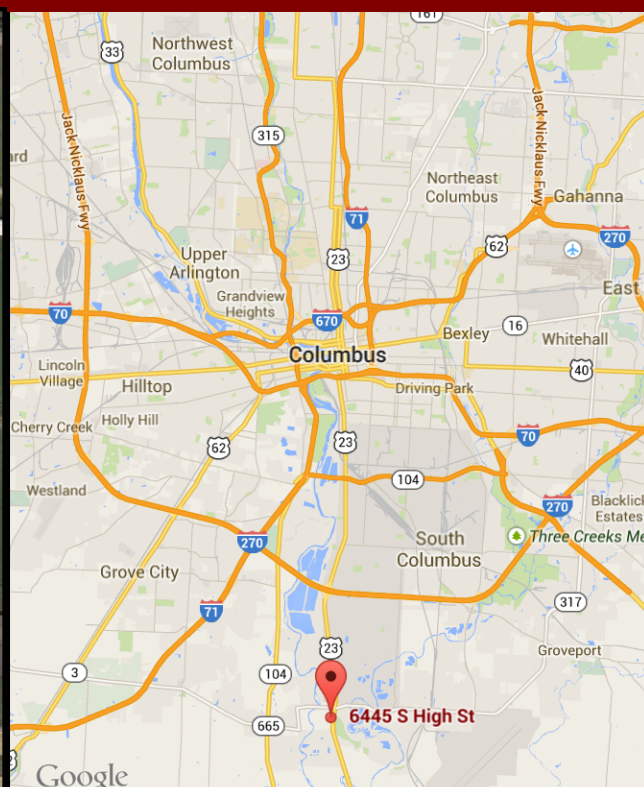 161
33
Northwest
Columbus
Jack Nicklaus Fwy
Jack Nicklaus Fwy
315
ard
Northeast
Columbus
Gahanna
71
62
270
23
Upper
Arlington
East
Grandview
Heights
70
670
16
Bexley
Whitehall
Columbus
Lincoln
Village
40
Hilltop
Driving Park
Holly Hill
Cherry Creek
70
23
62
104
Westland
270
Blacklick
Estates
270
South
Columbus
Three Creeks Me
Grove City
317
71
23
Groveport
3
104
6445 S High St
665
Google